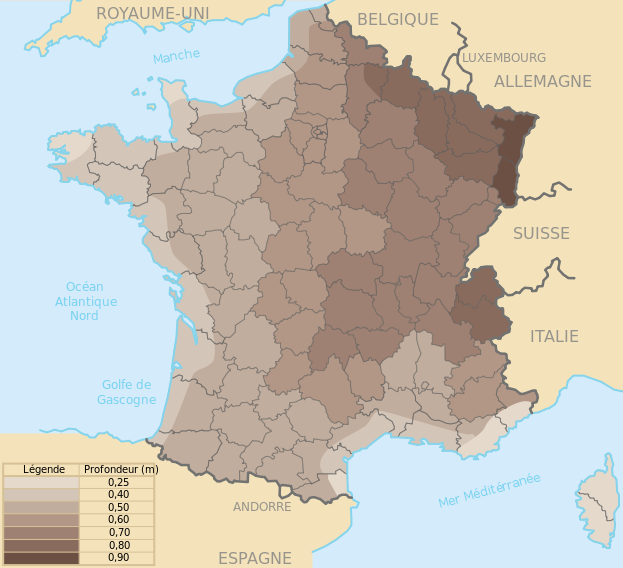 ROYAUME-UNI
BELGIQUE
Manche
LUXEMBOURG
ALLEMAGNE
SUISSE
Océan
Atlantique
Nord
ITALIE
Golfe de
Gascogne
Légende
Profondeur (m)
0,25
0,40
0,50
0,60
0,70
0,80
0,90
Mer Méditérranée
ANDORRE
ESPAGNE